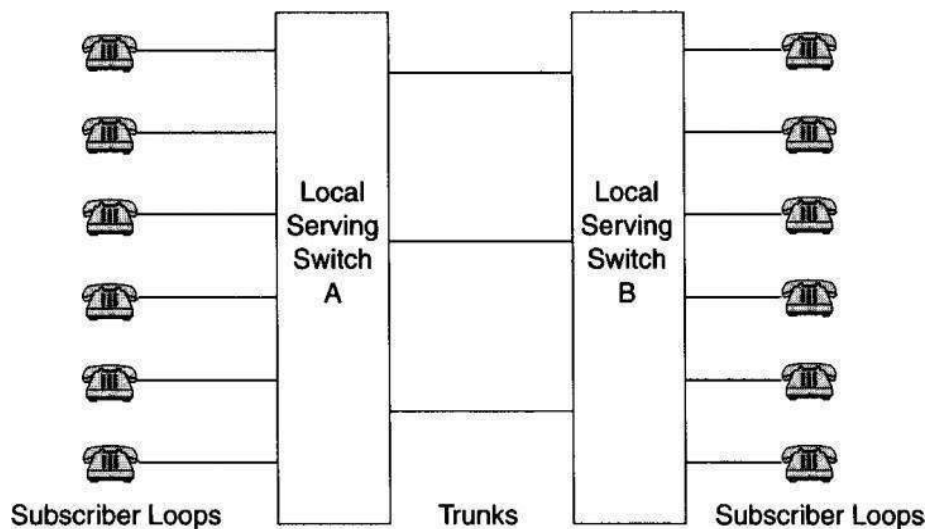 Local
Serving
Switch
A
Local
Serving
Switch
B
Subscriber Loops
Trunks
Subscriber Loops